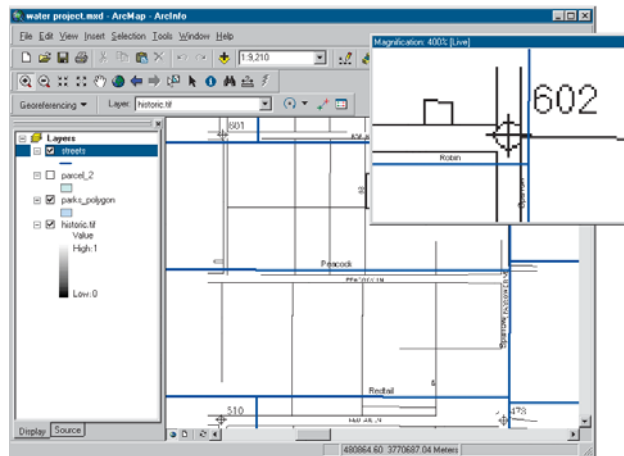 water project.mxd - ArcMap - ArcInfo
File Edit View Insert Selection Tools Window Help
1:9,210
Georeferencing Layer: historic.tif
Layers
streets
parcel_2
parks_polygon
historic.tif
Value
High:1
Low:0
Display Source
601
Peacock
Redtail
510
473
Magnification: 400% [Live]
602
Robin
480864.60 3770687.04 Meters